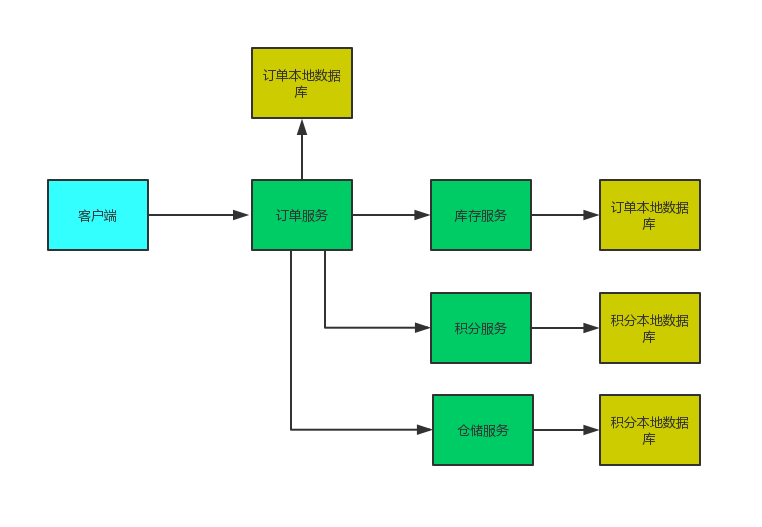 订单本地数据
库
客户端
订单服务
库存服务
订单本地数据
库
积分服务
积分本地数据
库
仓储服务
积分本地数据
库